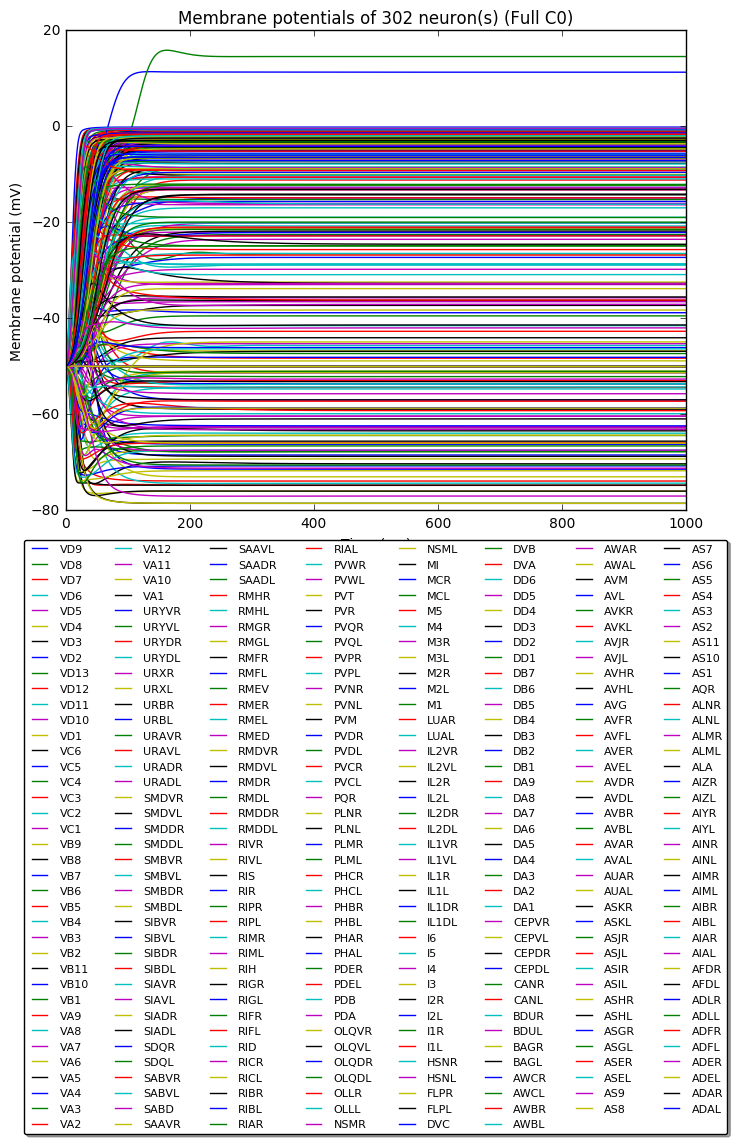 Membrane potentials of 302 neuron(s) (Full C0)
Membrane potential (mV)
20
0
−20
−40
−60
−80
0
200
400
600
800
1000
VD9
VD8
VD7
VD6
VD5
VD4
VD3
VD2
VD13
VD12
VD11
VD10
VD1
VC6
VC5
VC4
VC3
VC2
VC1
VB9
VB8
VB7
VB6
VB5
VB4
VB3
VB2
VB11
VB10
VB1
VA9
VA8
VA7
VA6
VA5
VA4
VA3
VA2
VA12
VA11
VA10
VA1
URYVR
URYVL
URYDR
URYDL
URXR
URXL
URBR
URBL
URAVR
URAVL
URADR
URADL
SMDVR
SMDVL
SMDDR
SMDDL
SMBVR
SMBVL
SMBDR
SMBDL
SIBVR
SIBVL
SIBDR
SIBDL
SIAVR
SIAVL
SIADR
SIADL
SDQR
SDQL
SABVR
SABVL
SABD
SAAVR
SAAVL
SAADR
SAADL
RMHR
RMHL
RMGR
RMGL
RMFR
RMFL
RMEV
RMER
RMEL
RMED
RMDVR
RMDVL
RMDR
RMDL
RMDDR
RMDDL
RIVR
RIVL
RIS
RIR
RIPR
RIPL
RIMR
RIML
RIH
RIGR
RIGL
RIFR
RIFL
RID
RICR
RICL
RIBR
RIBL
RIAR
RIAL
PVWR
PVWL
PVT
PVR
PVQR
PVQL
PVPR
PVPL
PVNR
PVNL
PVM
PVDR
PVDL
PVCR
PVCL
PQR
PLNR
PLNL
PLMR
PLML
PHCR
PHCL
PHBR
PHBL
PHAR
PHAL
PDER
PDEL
PDB
PDA
OLQVR
OLQVL
OLQDR
OLQDL
OLLR
OLLL
NSMR
NSML
MI
MCR
MCL
M5
M4
M3R
M3L
M2R
M2L
M1
LUAR
LUAL
IL2VR
IL2VL
IL2R
IL2L
IL2DR
IL2DL
IL1VR
IL1VL
IL1R
IL1L
IL1DR
IL1DL
I6
I5
I4
I3
I2R
I2L
I1R
I1L
HSNR
HSNL
FLPR
FLPL
DVC
DVB
DVA
DD6
DD5
DD4
DD3
DD2
DD1
DB7
DB6
DB5
DB4
DB3
DB2
DB1
DA9
DA8
DA7
DA6
DA5
DA4
DA3
DA2
DA1
CEPVR
CEPVL
CEPDR
CEPDL
CANR
CANL
BDUR
BDUL
BAGR
BAGL
AWCR
AWCL
AWBR
AWBL
AWAR
AWAL
AVM
AVL
AVKR
AVKL
AVJR
AVJL
AVHR
AVHL
AVG
AVFR
AVFL
AVER
AVEL
AVDR
AVDL
AVBR
AVBL
AVAR
AVAL
AUAR
AUAL
ASKR
ASKL
ASJR
ASJL
ASIR
ASIL
ASHR
ASHL
ASGR
ASGL
ASER
ASEL
AS9
AS8
AS7
AS6
AS5
AS4
AS3
AS2
AS11
AS10
AS1
AQR
ALNR
ALNL
ALMR
ALML
ALA
AIZR
AIZL
AIYR
AIYL
AINR
AINL
AIMR
AIML
AIBR
AIBL
AIAR
AIAL
AFDR
AFDL
ADLR
ADLL
ADFR
ADFL
ADER
ADEL
ADAR
ADAL